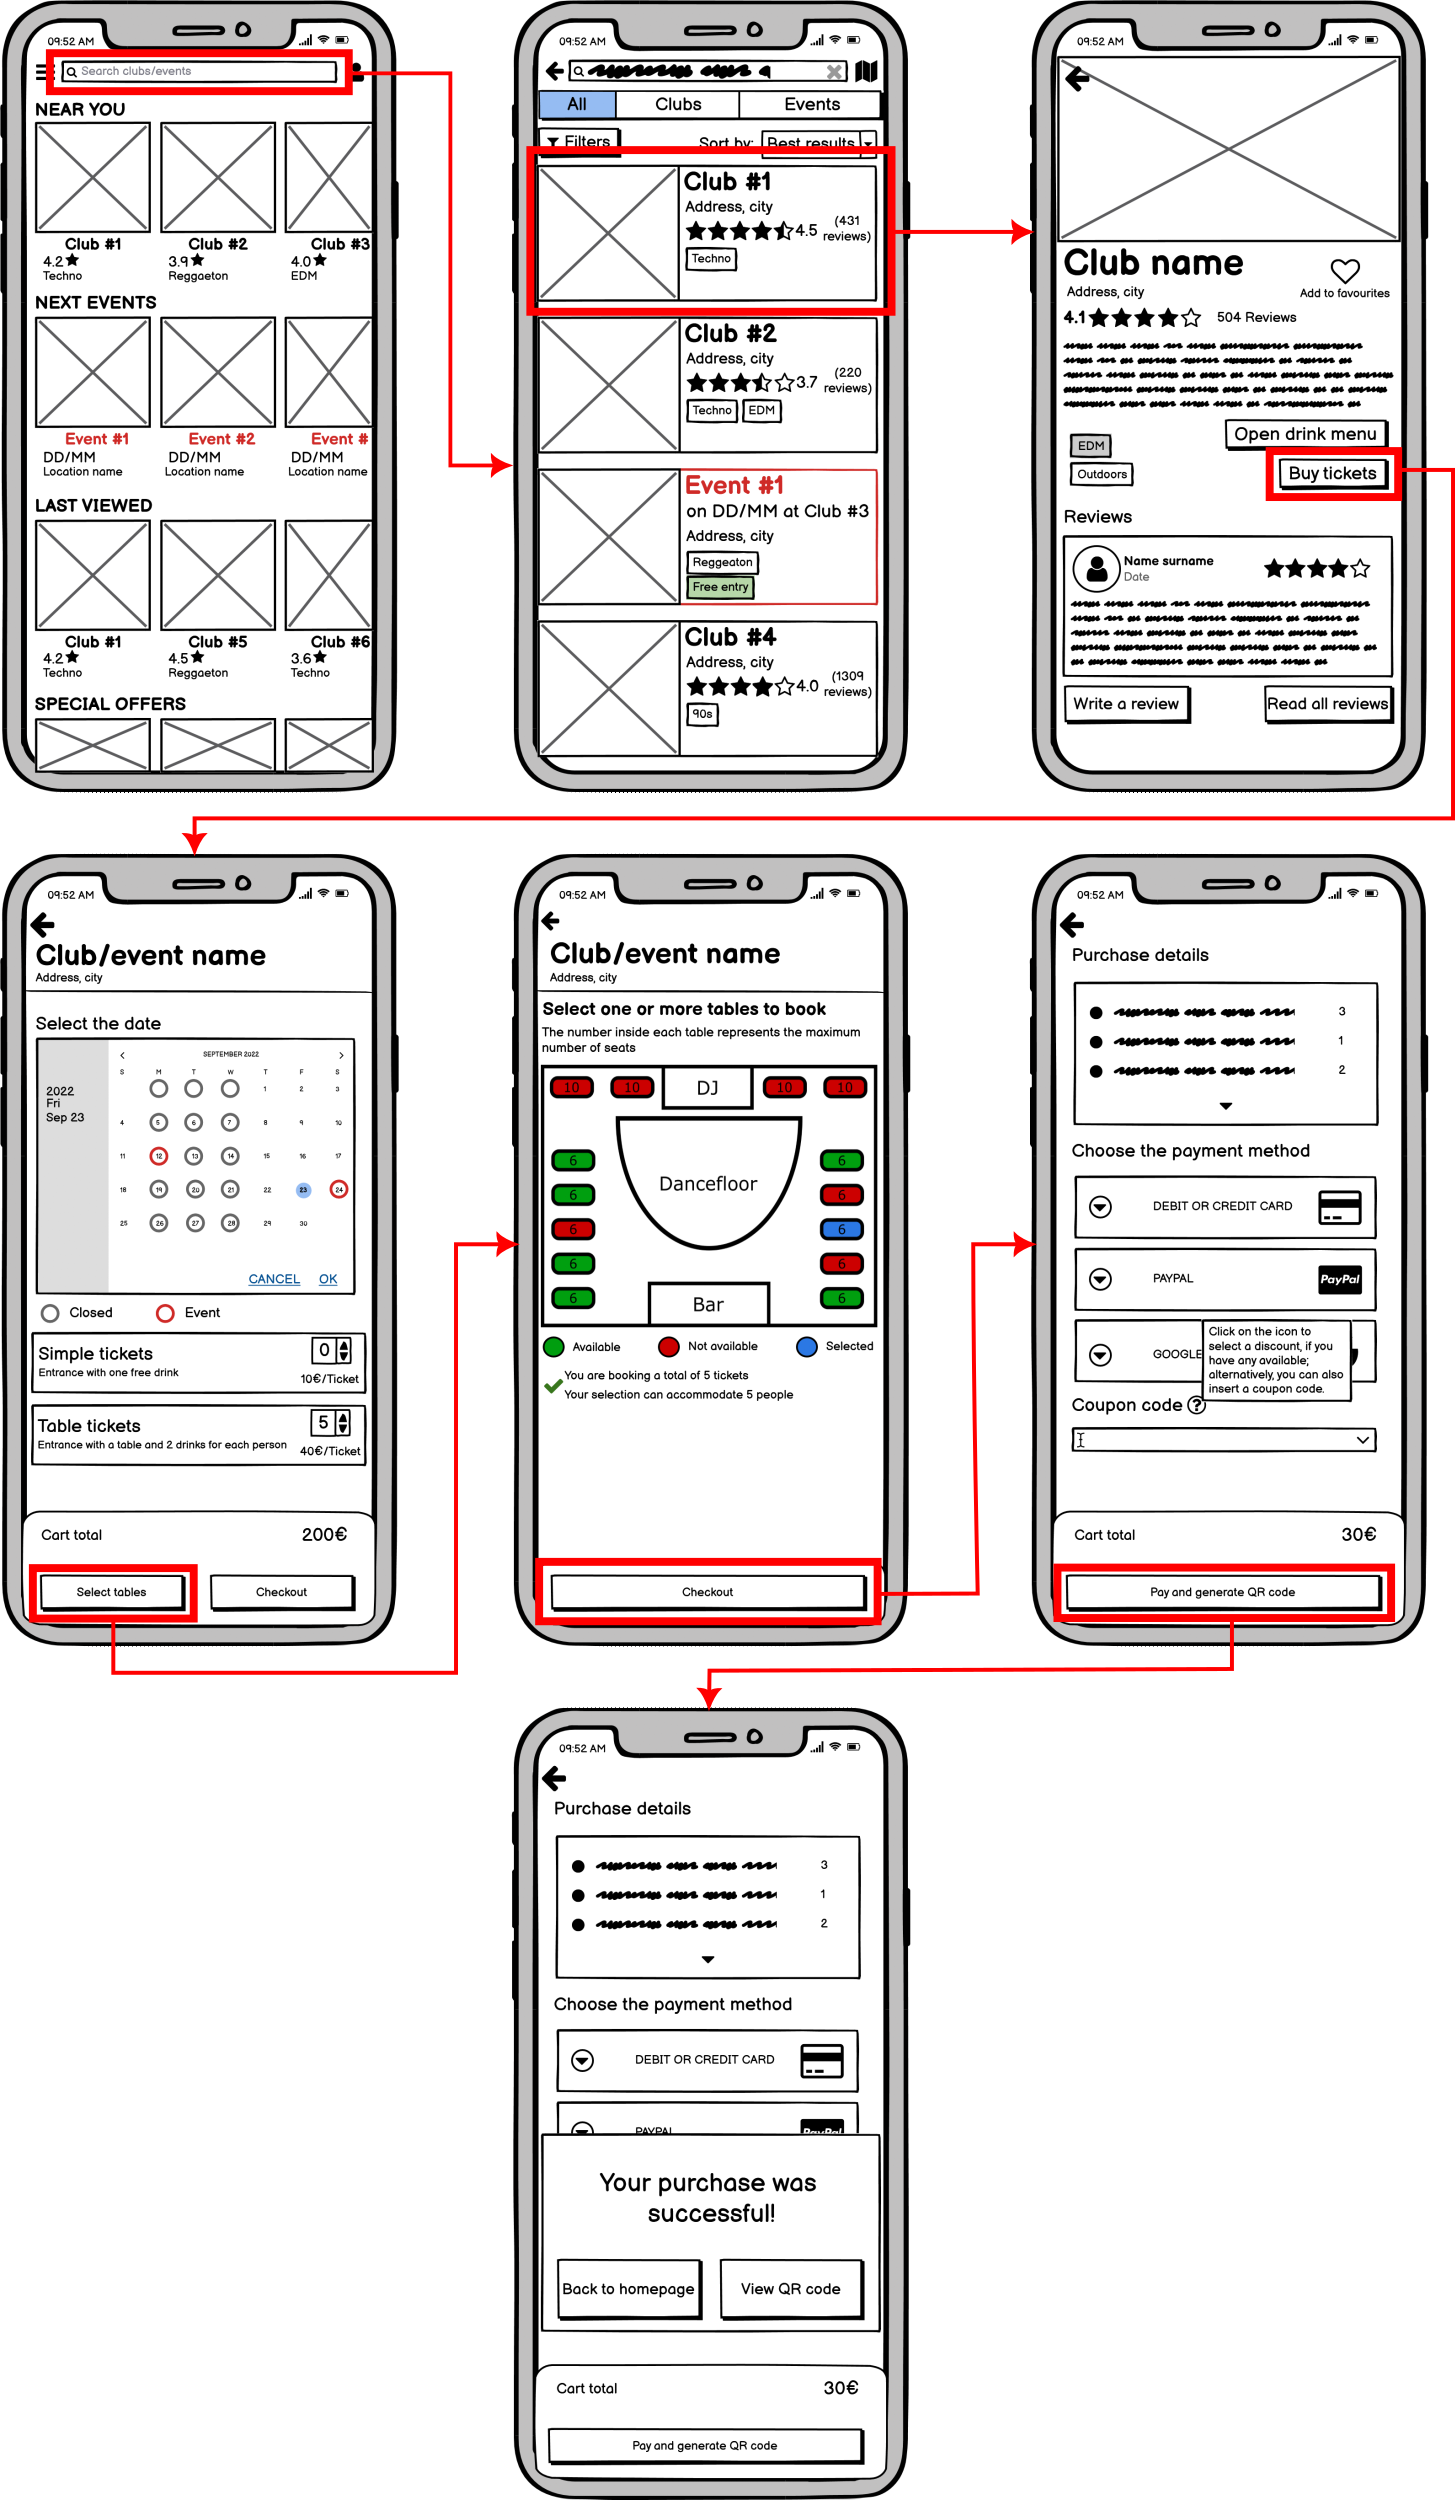 09:52 AM
Search clubs/events
NEAR YOU
Club #1
Club #2
Club #3
4.2
3.9
4.0
Techno
Reggaeton
EDM
NEXT EVENTS
Event #1
Event #2
Event #
DD/MM
DD/MM
DD/MM
Location name
Location name
Location name
LAST VIEWED
Club #1
Club #5
Club #6
4.2
4.5
3.6
Techno
Reggaeton
Techno
SPECIAL OFFERS
09:52 AM
All
Clubs
Events
Filters
Sort by:
Best results
Club #1
Address, city
4.5
(431
reviews)
Techno
Club #2
Address, city
3.7
(220
reviews)
Techno
EDM
Event #1
on DD/MM at Club #3
Address, city
Reggeaton
Free entry
Club #4
Address, city
4.0
(1309
reviews)
90s
09:52 AM
Club name
Address, city
Add to favourites
4.1
504 Reviews
Open drink menu
EDM
Outdoors
Buy tickets
Reviews
Name surname
Date
Write a review
Read all reviews
09:52 AM
Club/event name
Address, city
Select the date
2022
Fri
Sep 23
SEPTEMBER 2022
S M T W T F S
1 2 3
4 5 6 7 8 9 10
11 12 13 14 15 16 17
18 19 20 21 22 23 24
25 26 27 28 29 30
CANCEL
OK
Closed
Event
Simple tickets
Entrance with one free drink
0
10€/Ticket
Table tickets
Entrance with a table and 2 drinks for each person
5
40€/Ticket
Cart total
200€
Select tables
Checkout
09:52 AM
Club/event name
Address, city
Select one or more tables to book
The number inside each table represents the maximum
number of seats
10
10
DJ
10
10
6
6
6
6
6
Dancefloor
6
6
6
6
6
Bar
Available
Not available
Selected
You are booking a total of 5 tickets
Your selection can accommodate 5 people
Checkout
09:52 AM
Purchase details
3
1
2
Choose the payment method
DEBIT OR CREDIT CARD
PAYPAL
PayPal
GOOGLE
Click on the icon to
select a discount, if you
have any available;
alternatively, you can also
insert a coupon code.
Coupon code
?
Cart total
30€
Pay and generate QR code
09:52 AM
Purchase details
3
1
2
Choose the payment method
DEBIT OR CREDIT CARD
PAYPAL
PayPal
Your purchase was
successful!
Back to homepage
View QR code
Cart total
30€
Pay and generate QR code